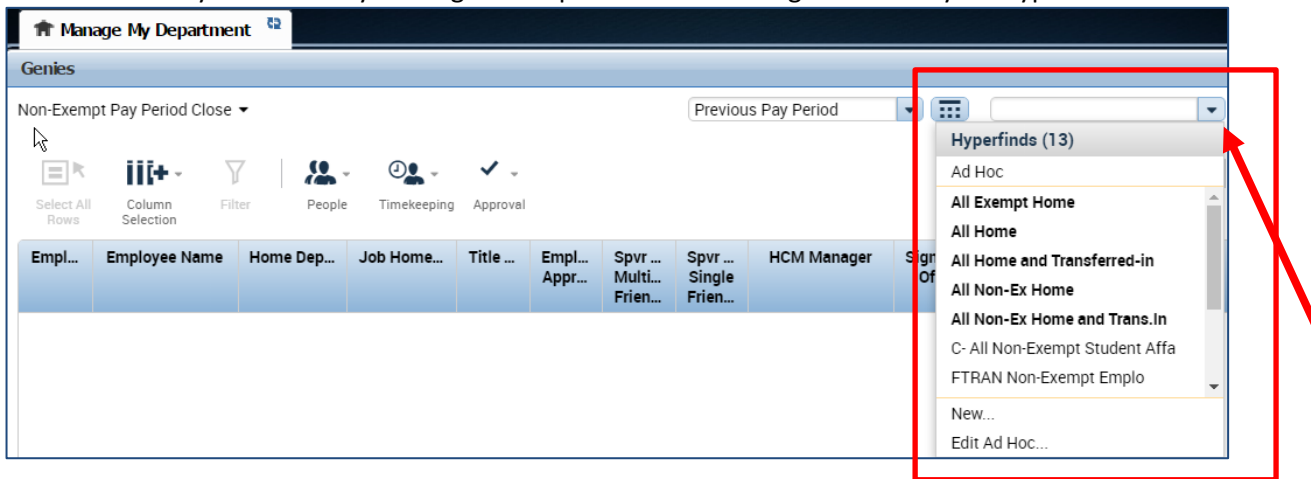 Manage My Department
Genies
Non-Exempt Pay Period Close
Previous Pay Period
Hyperfinds (13)
Ad Hoc
All Exempt Home
All Home
All Home and Transferred-in
All Non-Ex Home
All Non-Ex Home and Trans.In
C- All Non-Exempt Student Affa
FTRAN Non-Exempt Emplo
New...
Edit Ad Hoc...
Select All
Rows
Column
Selection
Filter
People
Timekeeping
Approval
Empl...
Employee Name
Home Dep...
Job Home...
Title ...
Empl...
Appr...
Spvr ...
Multi...
Frien...
Spvr ...
Single
Frien...
HCM Manager